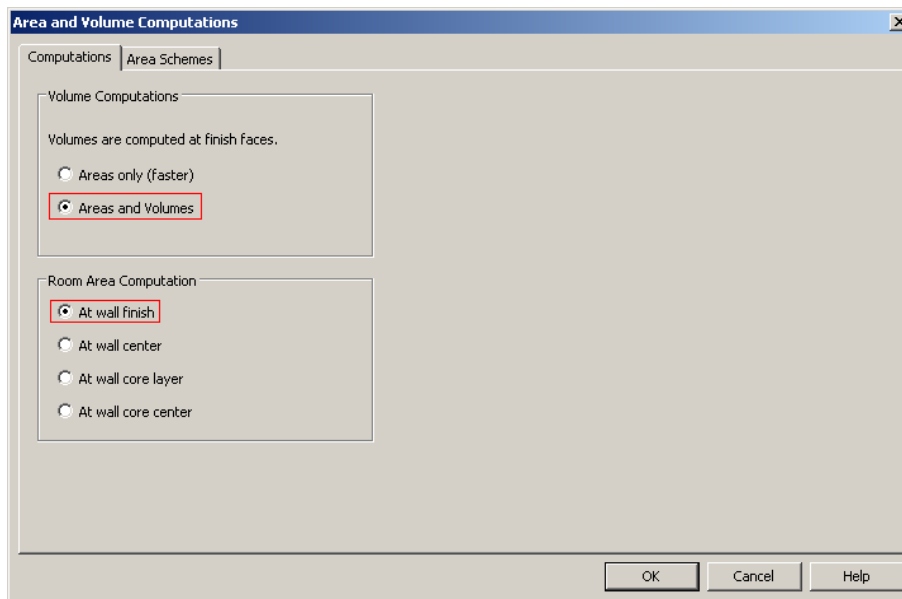 Area and Volume Computations
Computations Area Schemes
Volume Computations
Volumes are computed at finish faces.
Areas only (faster)
Areas and Volumes
Room Area Computation
At wall finish
At wall center
At wall core layer
At wall core center
OK Cancel Help